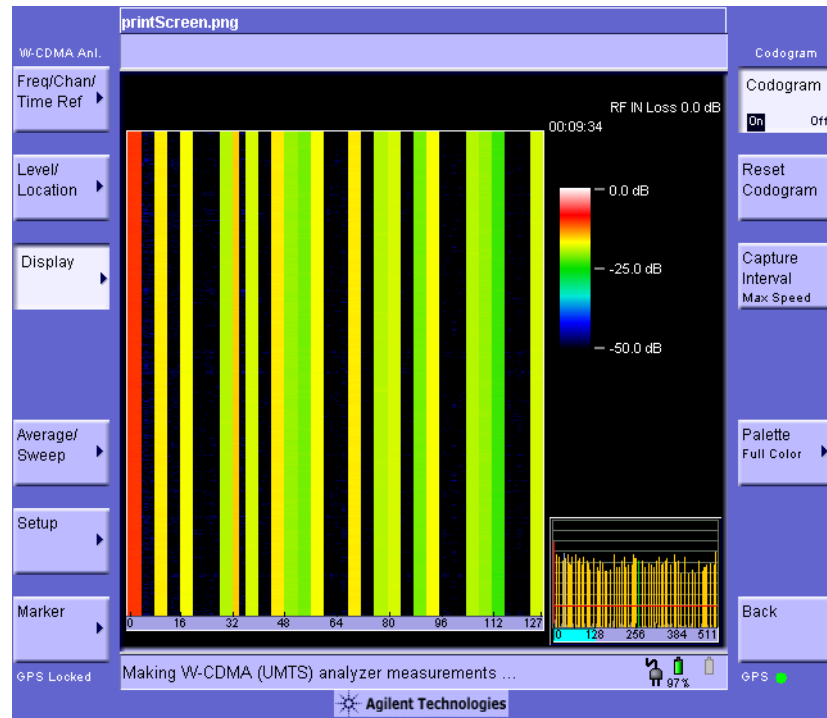 printScreen.png
W-CDMA Anl.
Codogram
Freq/Chan/
Time Ref
Level/
Location
Display
Average/
Sweep
Setup
Marker
GPS Locked
RF IN Loss 0.0 dB
00:09:34
0.0 dB
-25.0 dB
-50.0 dB
0 16 32 48 64 80 96 112 127
0 128 256 384 511
Codogram
On Off
Reset
Codogram
Capture
Interval
Max Speed
Palette
Full Color
Back
GPS
Making W-CDMA (UMTS) analyzer measurements ...
97%
Agilent Technologies